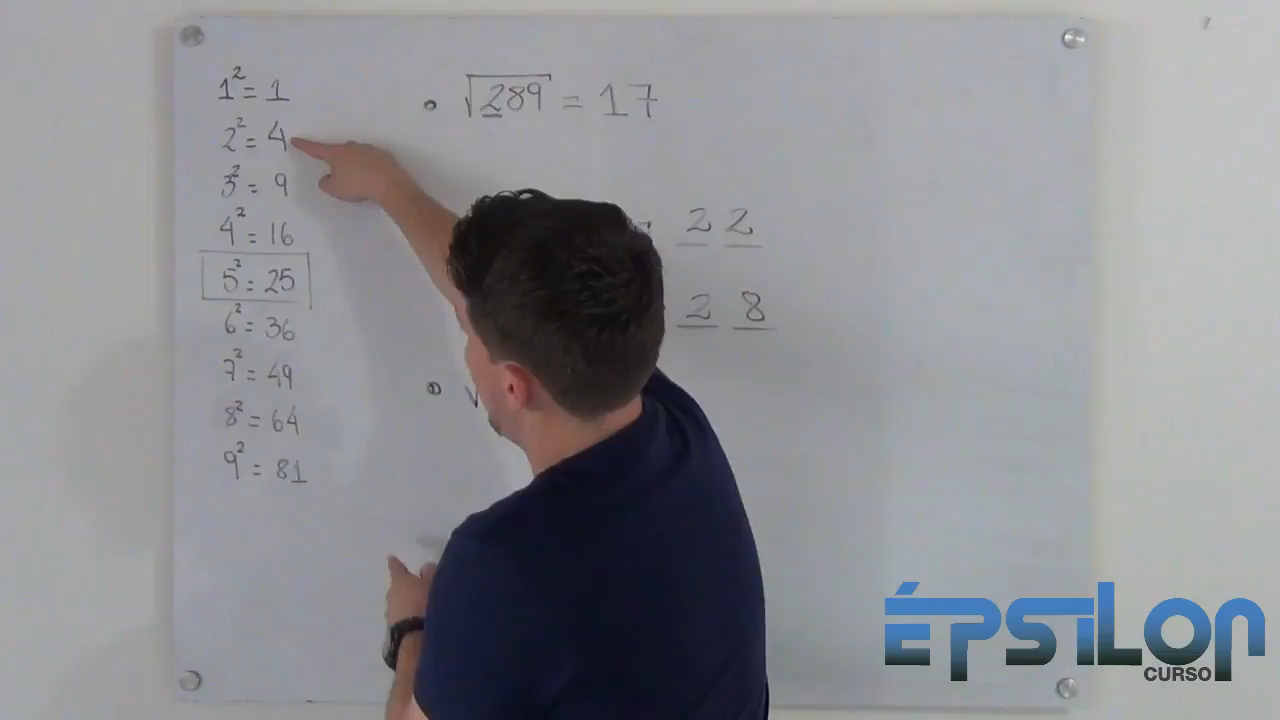 1² = 1
2² = 4
3² = 9
4² = 16
5² = 25
6² = 36
7² = 49
8² = 64
9² = 81
• √289 = 17
2 2
2 8
• √
ÉPSILON
CURSO